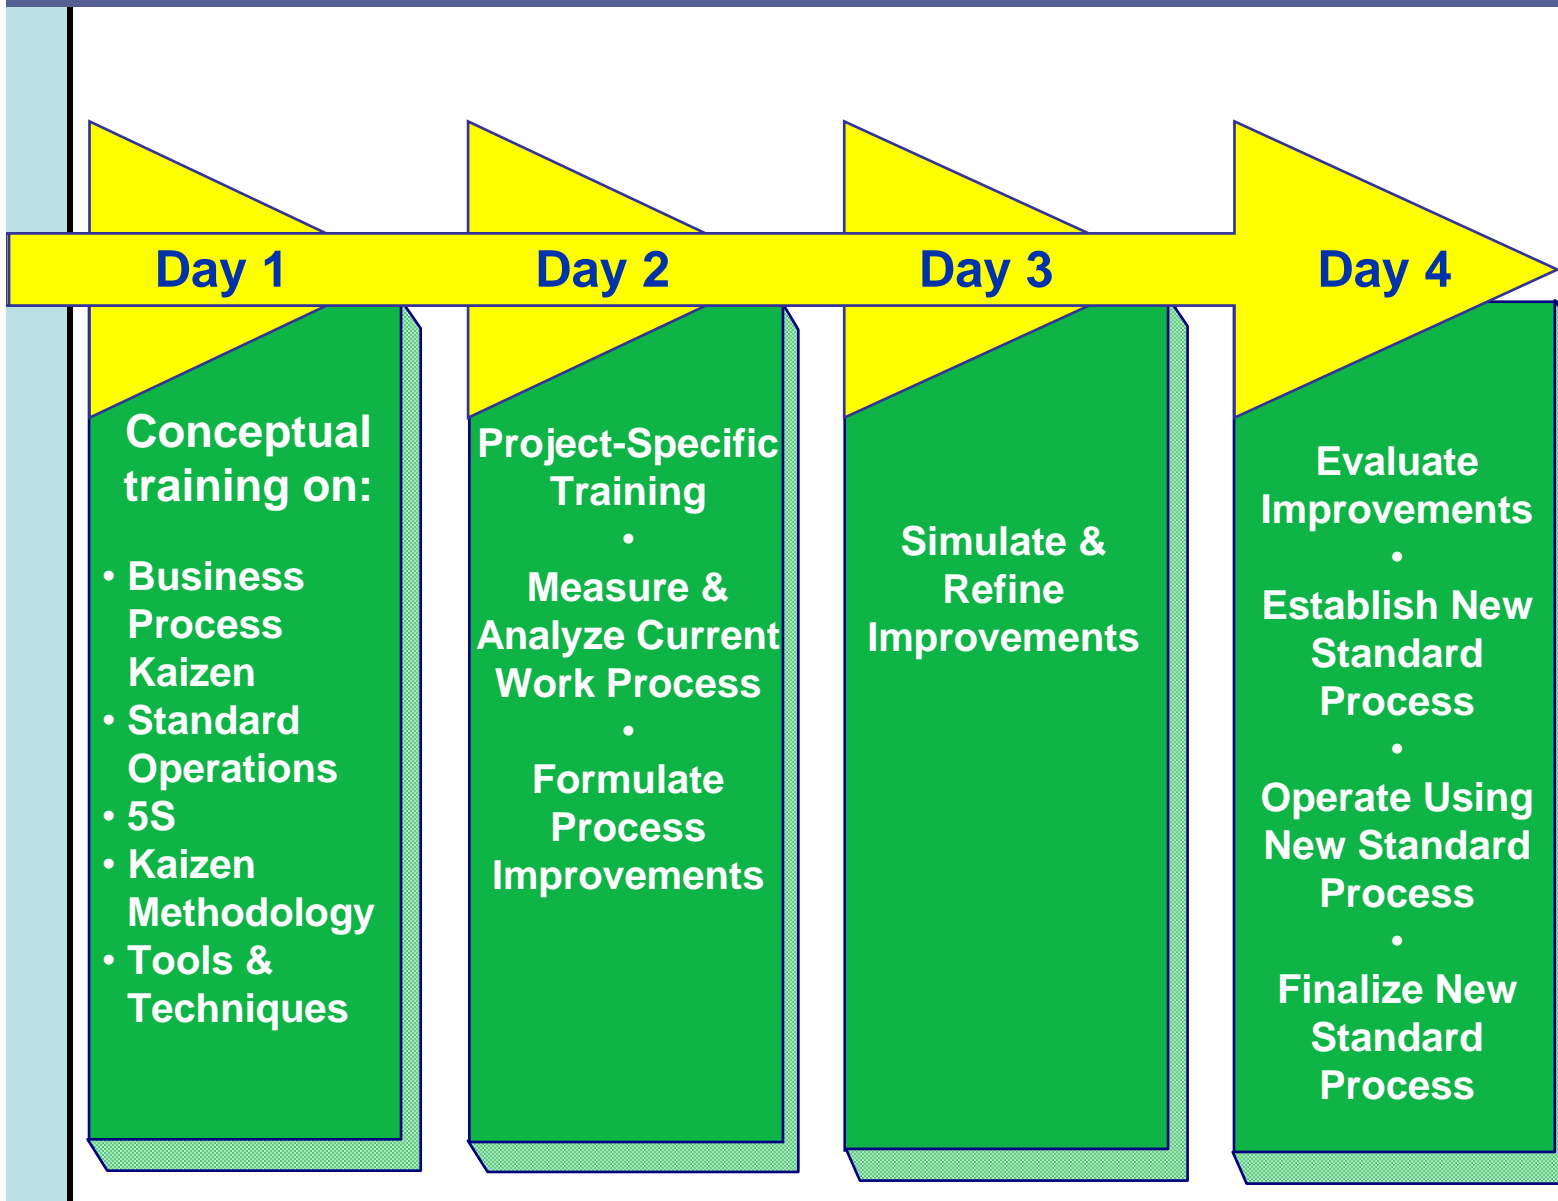 Day 1
Day 2
Day 3
Day 4
Conceptual
training on:
• Business
Process
Kaizen
• Standard
Operations
• 5S
• Kaizen
Methodology
• Tools &
Techniques
Project-Specific
Training
•
Measure &
Analyze Current
Work Process
•
Formulate
Process
Improvements
Simulate &
Refine
Improvements
Evaluate
Improvements
•
Establish New
Standard
Process
•
Operate Using
New Standard
Process
•
Finalize New
Standard
Process